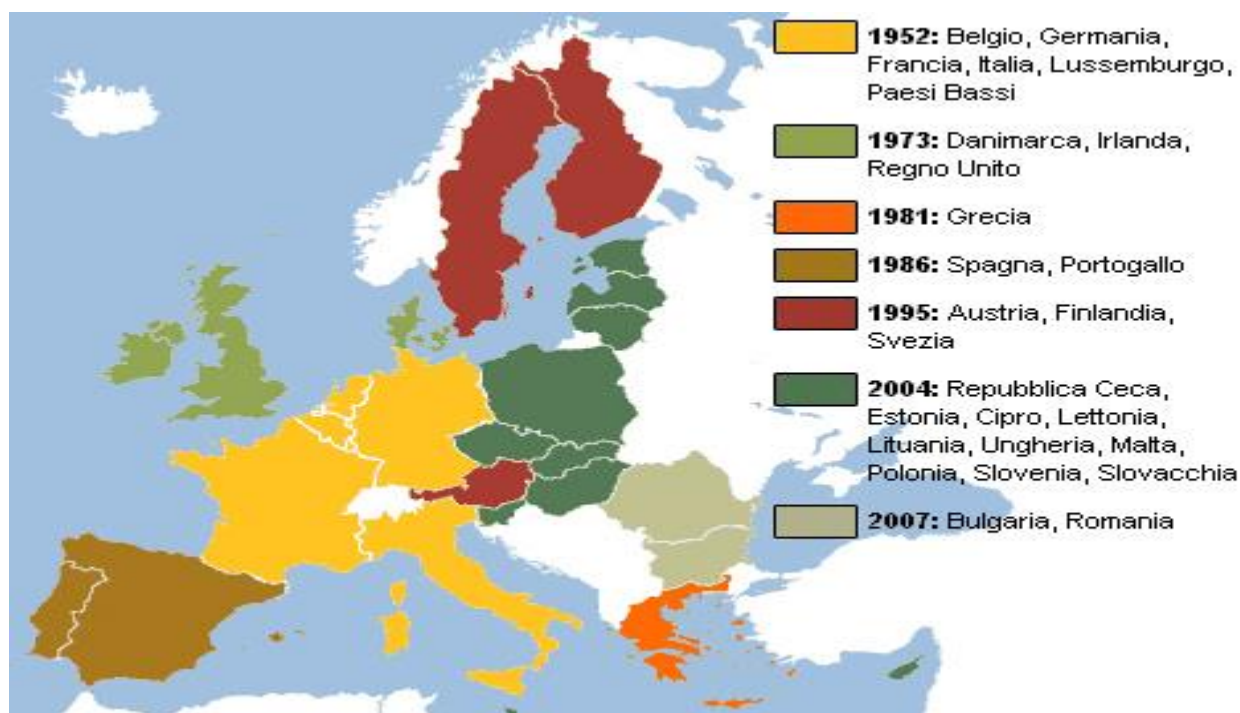 1952: Belgio, Germania,
Francia, Italia, Lussemburgo,
Paesi Bassi
1973: Danimarca, Irlanda,
Regno Unito
1981: Grecia
1986: Spagna, Portogallo
1995: Austria, Finlandia,
Svezia
2004: Repubblica Ceca,
Estonia, Cipro, Lettonia,
Lituania, Ungheria, Malta,
Polonia, Slovenia, Slovacchia
2007: Bulgaria, Romania